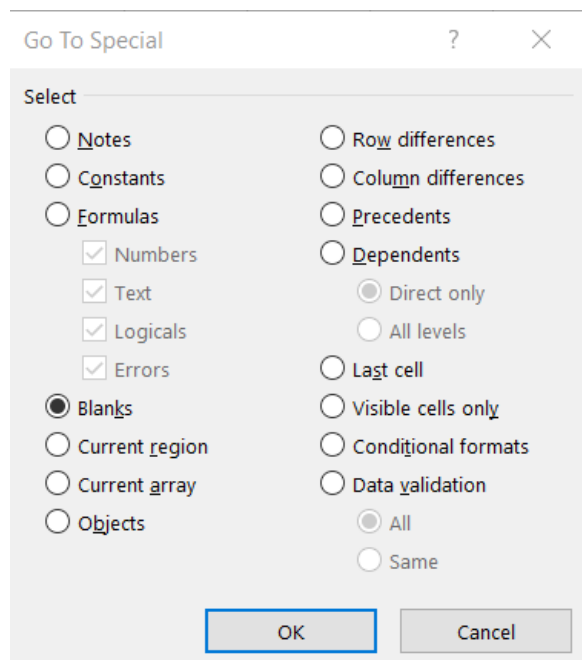 Go To Special ?
Select
Notes
Constants
Formulas
Numbers
Text
Logicals
Errors
Blanks
Current region
Current array
Objects
Row differences
Column differences
Precedents
Dependents
Direct only
All levels
Last cell
Visible cells only
Conditional formats
Data validation
All
Same
OK
Cancel